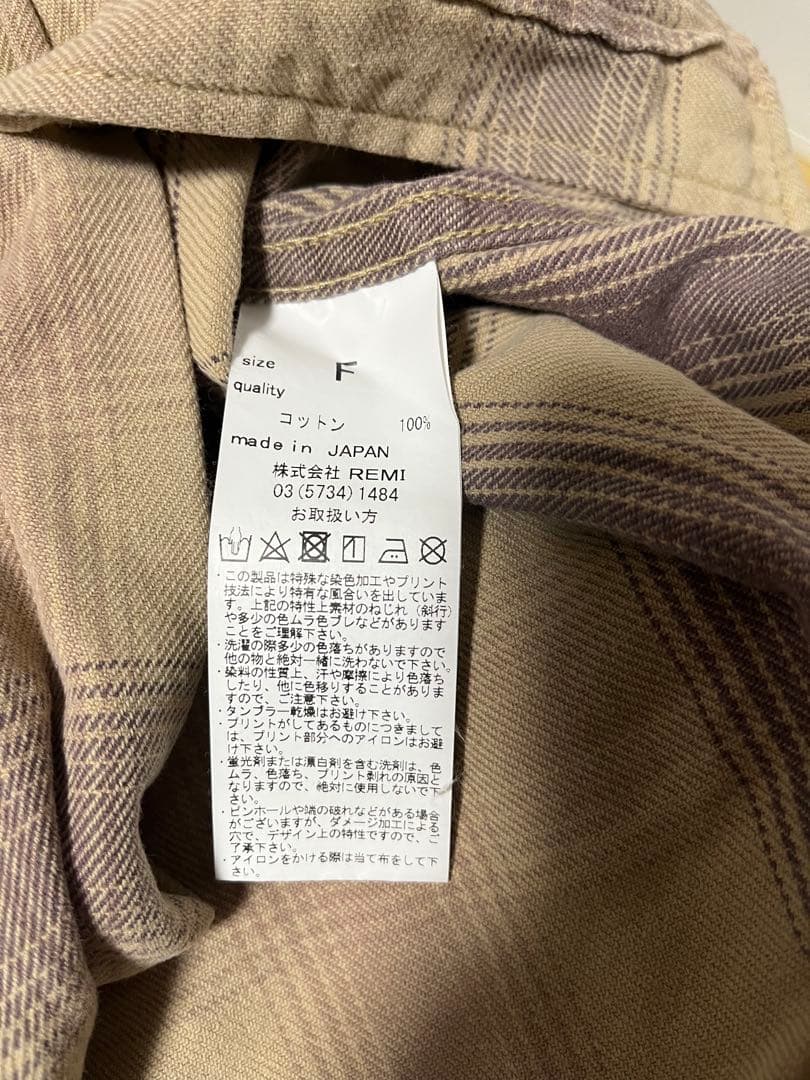 size F
quality
コットン 100%
made in JAPAN
株式会社 REMI
03(5734)1484
お取扱い方
・この製品は特殊な染色加工やプリント
技法により特有な風合いを出していま
す。上記の特性上素材のねじれ（斜行）
や多少の色ムラ色ブレなどがあります
ことをご理解下さい。
・洗濯の際多少の色落ちがありますので
他の物と絶対一緒に洗わないで下さい。
・染料の性質上、汗や摩擦により色落ち
したり、他に色移りすることがありま
すので、ご注意下さい。
・タンブラー乾燥はお避け下さい。
・プリントがしてあるものにつきまして
は、プリント部分へのアイロンはお避
け下さい。
・蛍光剤または漂白剤を含む洗剤は、色
ムラ、色落ち、プリント剥れの原因と
なりますので、絶対に使用しないで下
さい。
・ピンホールや端の破れなどがある場合
がございますが、ダメージ加工による
穴で、デザイン上の特性ですので、ご
了承下さい。
・アイロンをかける際は当て布をして下
さい。